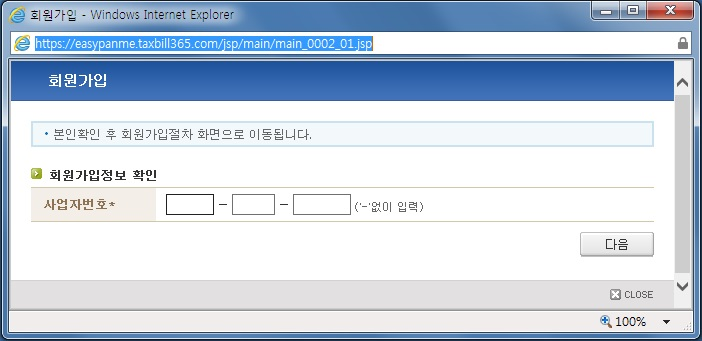 회원가입 - Windows Internet Explorer
https://easypanme.taxbill365.com/jsp/main/main_0002_01.jsp
회원가입
• 본인확인 후 회원가입절차 화면으로 이동됩니다.
회원가입정보 확인
사업자번호* - - ('-'없이 입력)
다음
CLOSE
100%